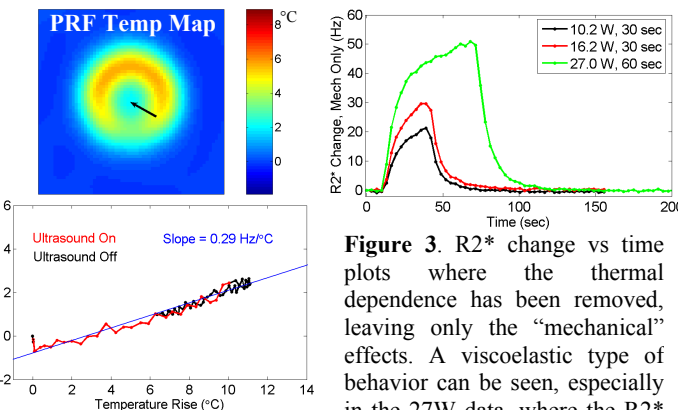 PRF Temp Map
°C
8
6
4
2
0
60
50
40
30
20
10
0
R2* Change, Mech Only (Hz)
10.2 W, 30 sec
16.2 W, 30 sec
27.0 W, 60 sec
0 50 100 150 200
Time (sec)
6
4
2
0
-2
Ultrasound On
Ultrasound Off
Slope = 0.29 Hz/°C
0 2 4 6 8 10 12 14
Temperature Rise (°C)
Figure 3. R2* change vs time
plots where the thermal
dependence has been removed,
leaving only the “mechanical”
effects. A viscoelastic type of
behavior can be seen, especially
in the 27W data, where the R2*